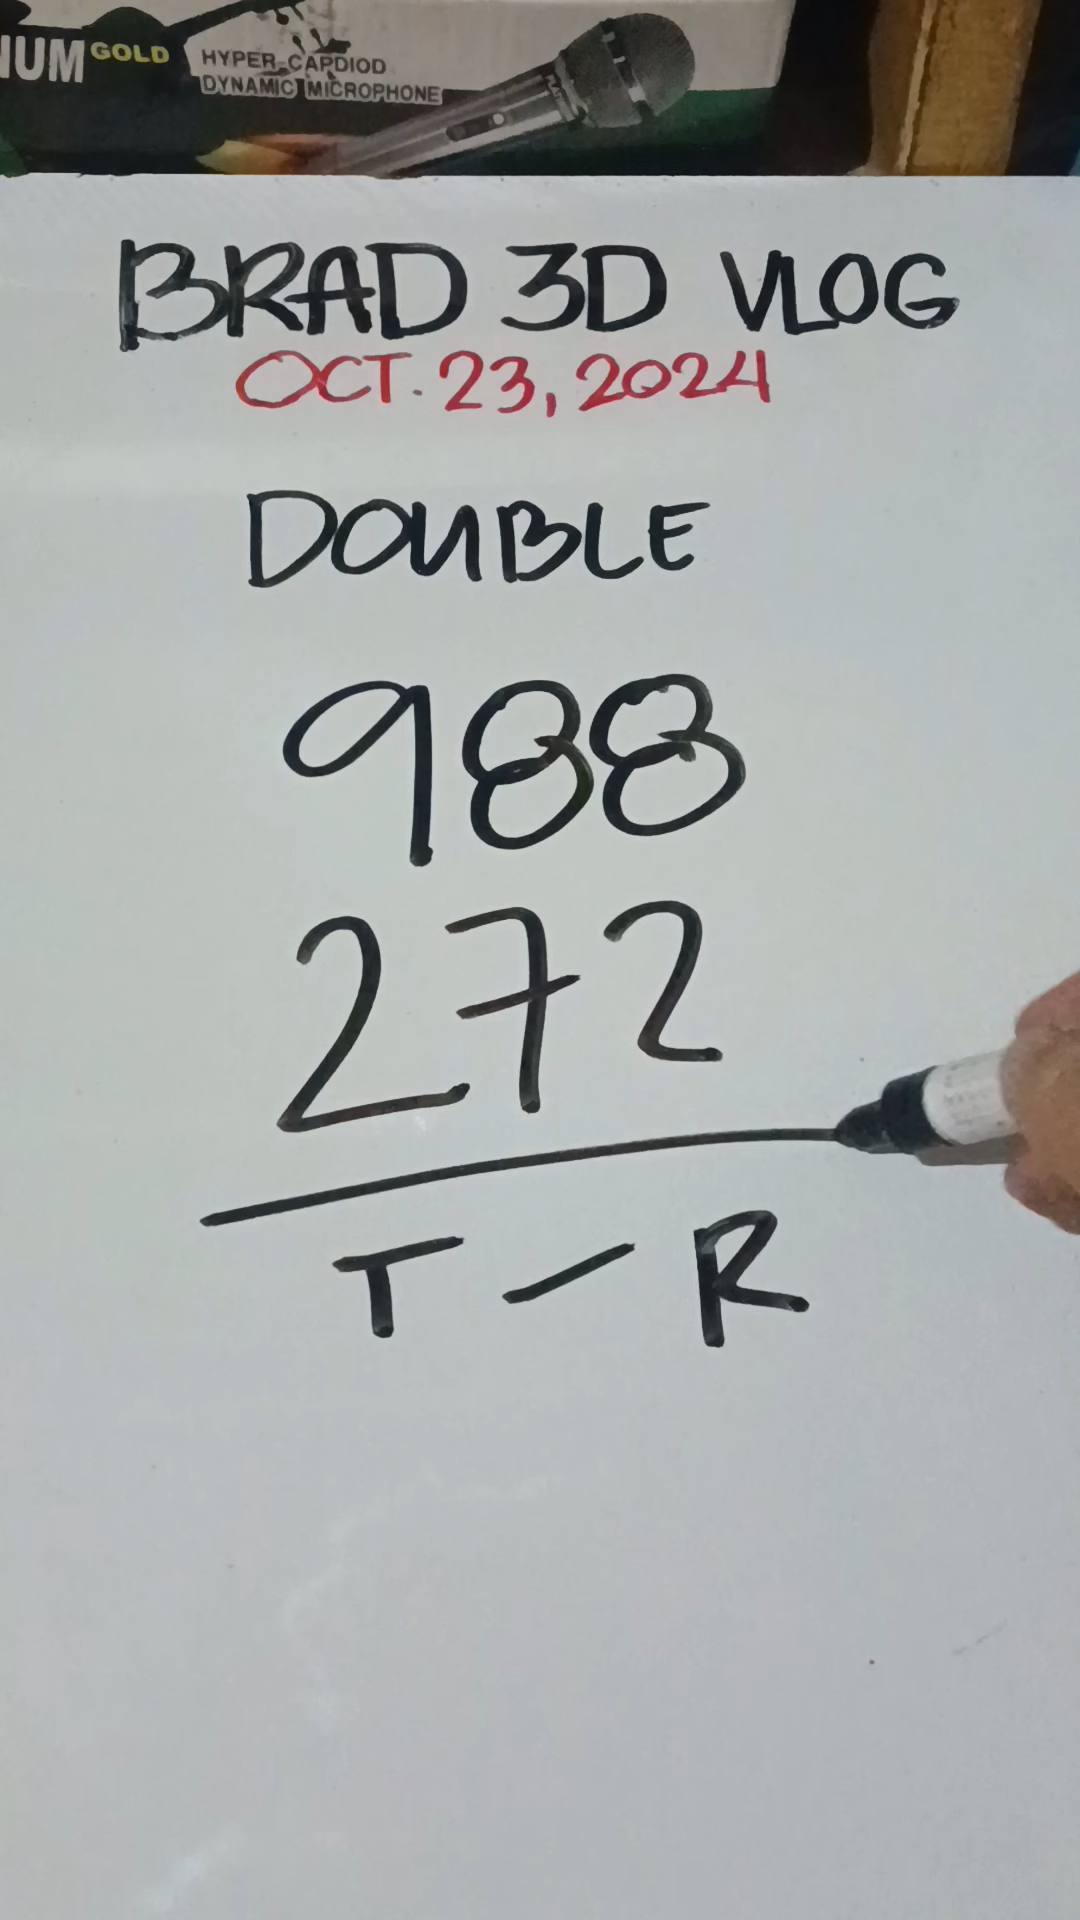 NUM GOLD
HYPER-CAPDIOD
DYNAMIC MICROPHONE
BRAD 3D VLOG
OCT. 23, 2024
DOUBLE
988
272
T - R